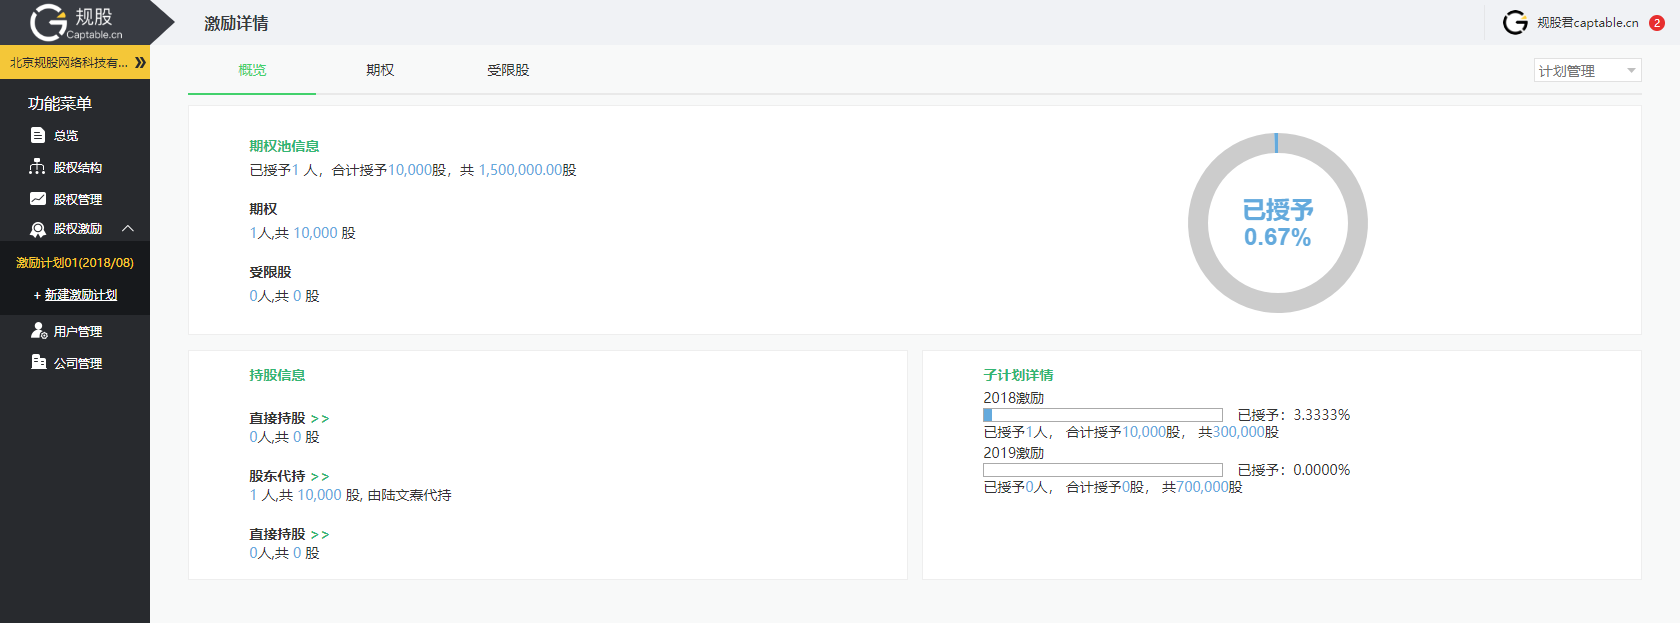 规股
Captable.cn
激励详情
规股君captable.cn
2
北京规股网络科技有... »
功能菜单
总览
股权结构
股权管理
股权激励
激励计划01(2018/08)
+ 新建激励计划
用户管理
公司管理
概览
期权
受限股
计划管理
期权池信息
已授予1 人，合计授予10,000股，共 1,500,000.00股
期权
1人,共 10,000 股
受限股
0人,共 0 股
已授予
0.67%
持股信息
直接持股 >>
0人,共 0 股
股东代持 >>
1 人,共 10,000 股, 由陆文焘代持
直接持股 >>
0人,共 0 股
子计划详情
2018激励
已授予：3.3333%
已授予1人， 合计授予10,000股， 共300,000股
2019激励
已授予：0.0000%
已授予0人， 合计授予0股， 共700,000股